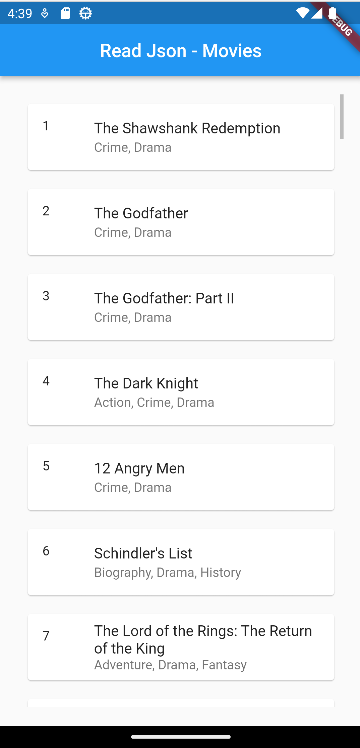 4:39
Read Json - Movies
1
The Shawshank Redemption
Crime, Drama
2
The Godfather
Crime, Drama
3
The Godfather: Part II
Crime, Drama
4
The Dark Knight
Action, Crime, Drama
5
12 Angry Men
Crime, Drama
6
Schindler's List
Biography, Drama, History
7
The Lord of the Rings: The Return
of the King
Adventure, Drama, Fantasy